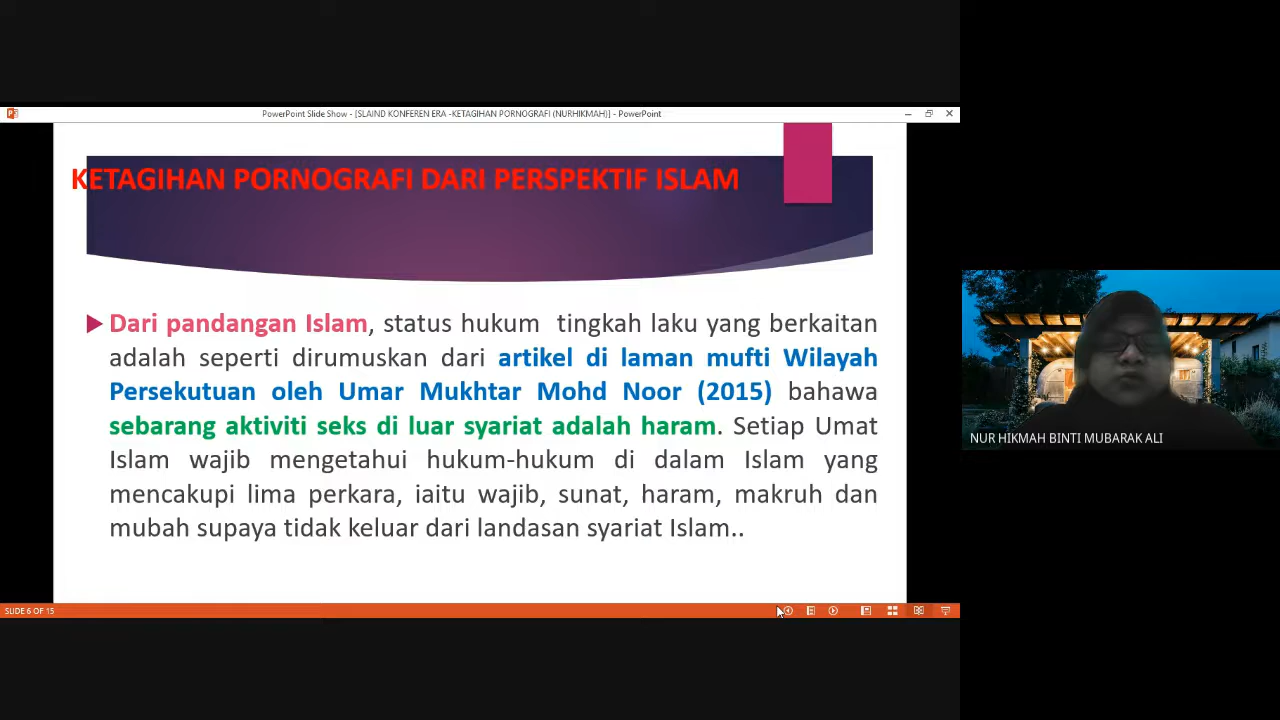 PowerPoint Slide Show - [SLAIND KONFEREN ERA -KETAGIHAN PORNOGRAFI (NURHIKMAH)] - PowerPoint
KETAGIHAN PORNOGRAFI DARI PERSPEKTIF ISLAM
Dari pandangan Islam, status hukum tingkah laku yang berkaitan
adalah seperti dirumuskan dari artikel di laman mufti Wilayah
Persekutuan oleh Umar Mukhtar Mohd Noor (2015) bahawa
sebarang aktiviti seks di luar syariat adalah haram. Setiap Umat
Islam wajib mengetahui hukum-hukum di dalam Islam yang
mencakupi lima perkara, iaitu wajib, sunat, haram, makruh dan
mubah supaya tidak keluar dari landasan syariat Islam..
SLIDE 6 OF 15
NUR HIKMAH BINTI MUBARAK ALI